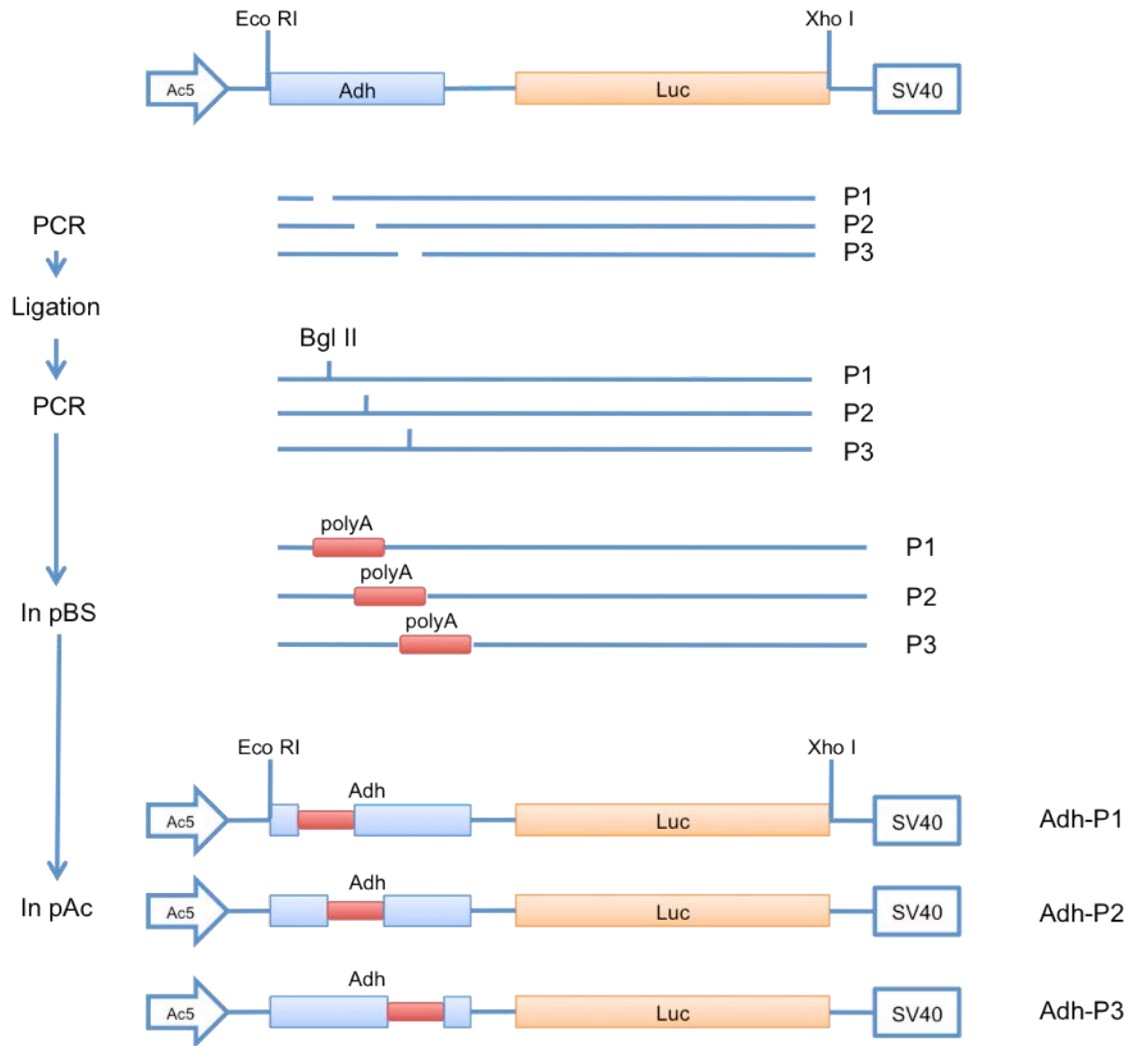 Eco RI Xho I
Ac5 Adh Luc SV40
P1
PCR P2
P3
Ligation
Bgl II
P1
PCR P2
P3
polyA
P1
polyA
In pBS P2
polyA
P3
Eco RI Xho I
Adh
Ac5 Luc SV40 Adh-P1
Adh
In pAc Ac5 Luc SV40 Adh-P2
Adh
Ac5 Luc SV40 Adh-P3